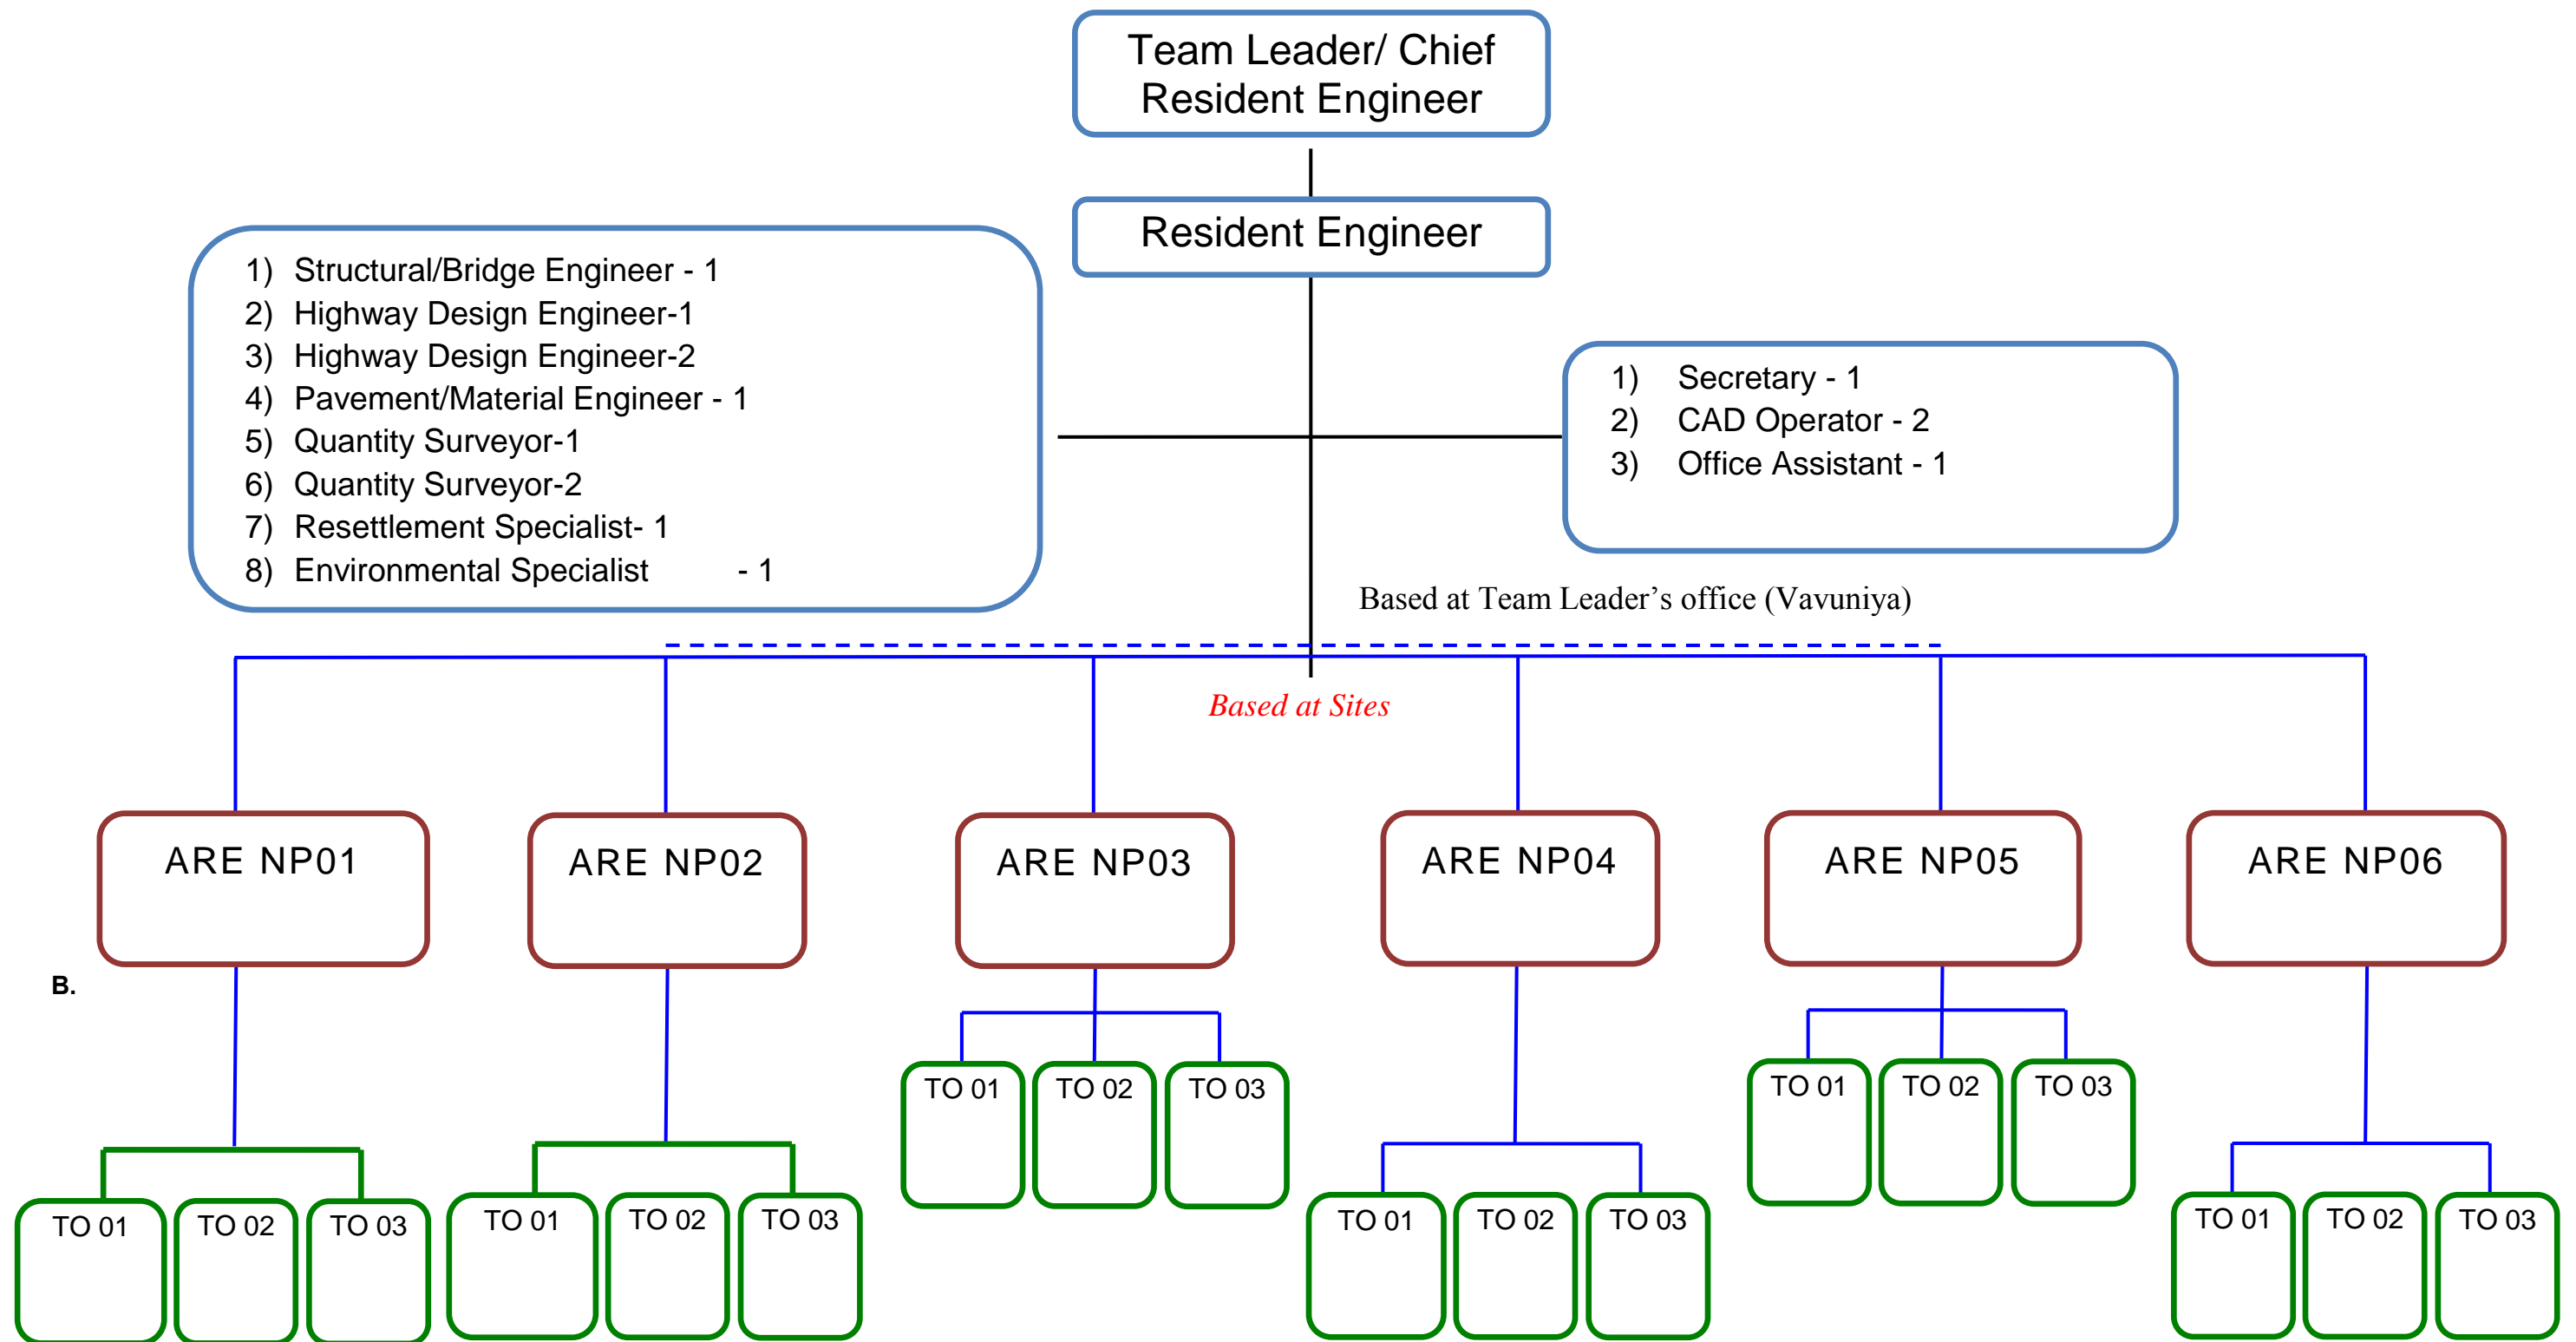 Team Leader/ Chief
Resident Engineer
Resident Engineer
1) Structural/Bridge Engineer - 1
2) Highway Design Engineer-1
3) Highway Design Engineer-2
4) Pavement/Material Engineer - 1
5) Quantity Surveyor-1
6) Quantity Surveyor-2
7) Resettlement Specialist- 1
8) Environmental Specialist - 1
1) Secretary - 1
2) CAD Operator - 2
3) Office Assistant - 1
Based at Team Leader’s office (Vavuniya)
Based at Sites
ARE NP01
ARE NP02
ARE NP03
ARE NP04
ARE NP05
ARE NP06
B.
TO 01
TO 02
TO 03
TO 01
TO 02
TO 03
TO 01
TO 02
TO 03
TO 01
TO 02
TO 03
TO 01
TO 02
TO 03
TO 01
TO 02
TO 03